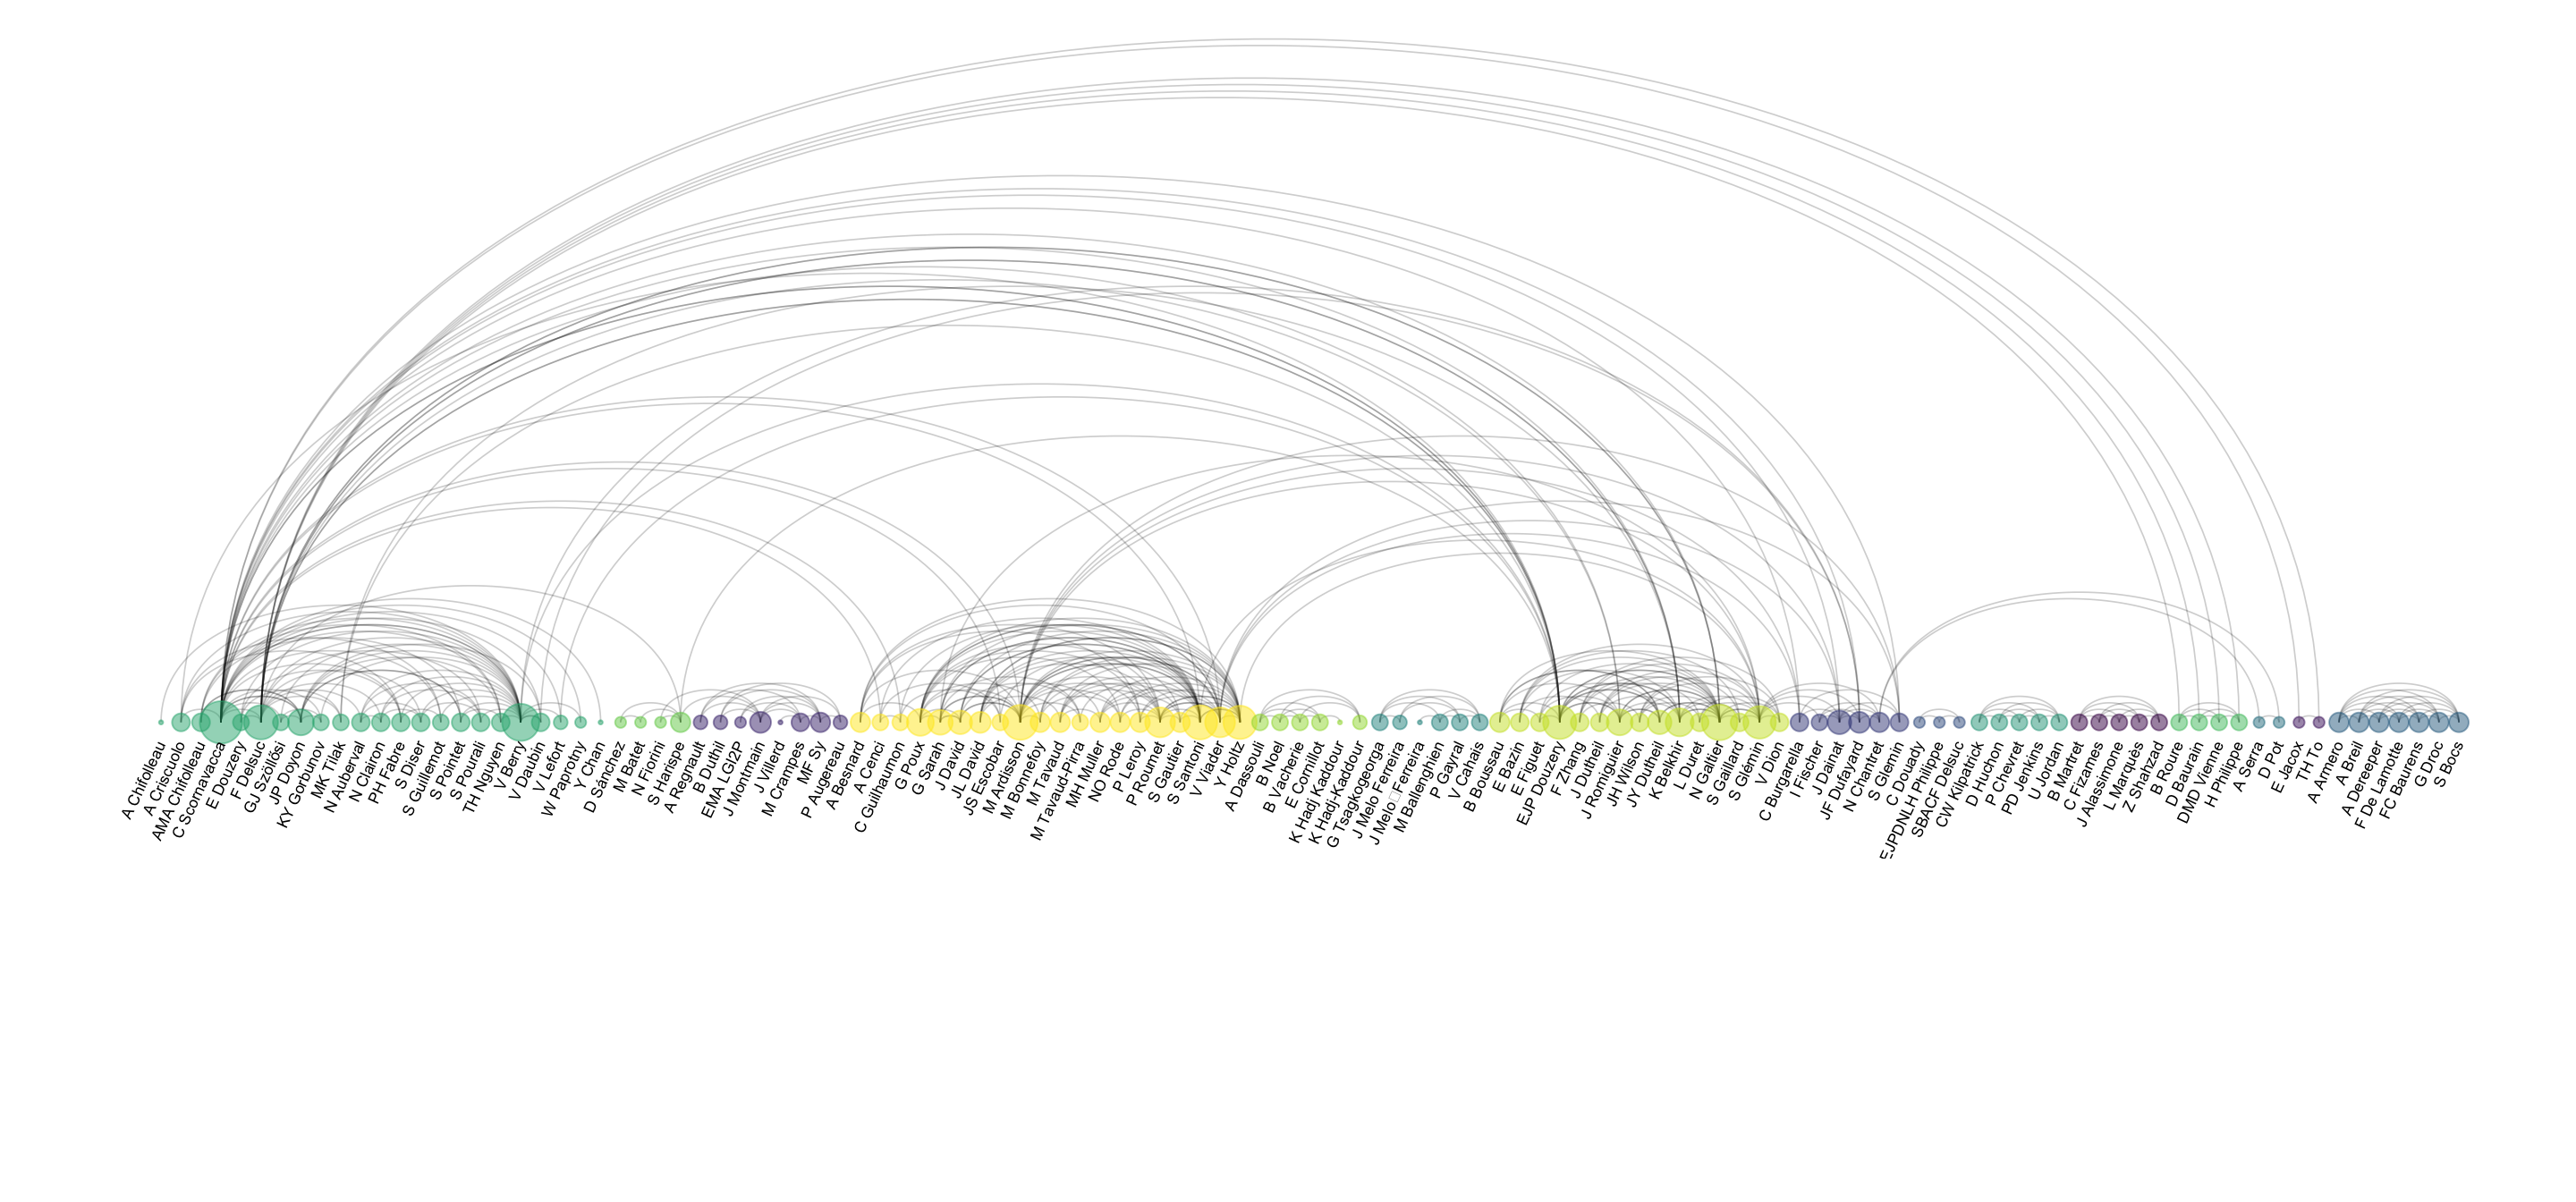 A Chifolleau
A Criscuolo
AMA Chifolleau
C Scornavacca
E Douzery
F Delsuc
GJ Szöllősi
JP Doyon
KY Gorbunov
MK Tilak
N Auberval
N Clairon
PH Fabre
S Diser
S Guillemot
S Pointet
S Pourali
TH Nguyen
V Berry
V Daubin
V Lefort
W Paprotny
Y Chan
D Sánchez
M Batet
N Fiorini
S Harispe
A Regnault
B Duthil
EMA LGI2P
J Montmain
J Villerd
M Crampes
MF Sy
P Augereau
A Besnard
A Cenci
C Guilhaumon
G Poux
G Sarah
J David
JL David
JS Escobar
M Ardisson
M Bonnefoy
M Tavaud
M Tavaud-Pirra
MH Muller
NO Rode
P Leroy
P Roumet
S Gautier
S Santoni
V Viader
Y Holtz
A Dassouli
B Noel
B Vacherie
E Cornillot
K Hadj Kaddour
K Hadj-Kaddour
G Tsagkogeorga
J Melo Ferreira
J Melo□Ferreira
M Ballenghien
P Gayral
V Cahais
B Boussau
E Bazin
E Figuet
EJP Douzery
F Zhang
J Dutheil
J Romiguier
JH Wilson
JY Dutheil
K Belkhir
L Duret
N Galtier
S Gaillard
S Glémin
V Dion
C Burgarella
I Fischer
J Dainat
JF Dufayard
N Chantret
S Glemin
C Douady
EJPDNLH Philippe
SBACF Delsuc
CW Kilpatrick
D Huchon
P Chevret
PD Jenkins
U Jordan
B Martret
C Fizames
J Alassimone
L Marquès
Z Shahzad
B Roure
D Baurain
DMD Vienne
H Philippe
A Serra
D Pot
E Jacox
TH To
A Armero
A Breil
A Dereeper
F De Lamotte
FC Baurens
G Droc
S Bocs